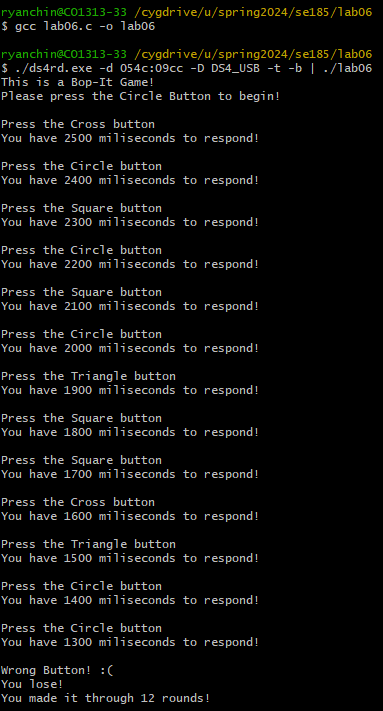 ryanchin@CO1313-33 /cygdrive/u/spring2024/se185/lab06
$ gcc lab06.c -o lab06

ryanchin@CO1313-33 /cygdrive/u/spring2024/se185/lab06
$ ./ds4rd.exe -d 054c:09cc -D DS4_USB -t -b | ./lab06
This is a Bop-It Game!
Please press the Circle Button to begin!

Press the Cross button
You have 2500 miliseconds to respond!

Press the Circle button
You have 2400 miliseconds to respond!

Press the Square button
You have 2300 miliseconds to respond!

Press the Circle button
You have 2200 miliseconds to respond!

Press the Square button
You have 2100 miliseconds to respond!

Press the Circle button
You have 2000 miliseconds to respond!

Press the Triangle button
You have 1900 miliseconds to respond!

Press the Square button
You have 1800 miliseconds to respond!

Press the Square button
You have 1700 miliseconds to respond!

Press the Cross button
You have 1600 miliseconds to respond!

Press the Triangle button
You have 1500 miliseconds to respond!

Press the Circle button
You have 1400 miliseconds to respond!

Press the Circle button
You have 1300 miliseconds to respond!

Wrong Button! :(
You lose!
You made it through 12 rounds!